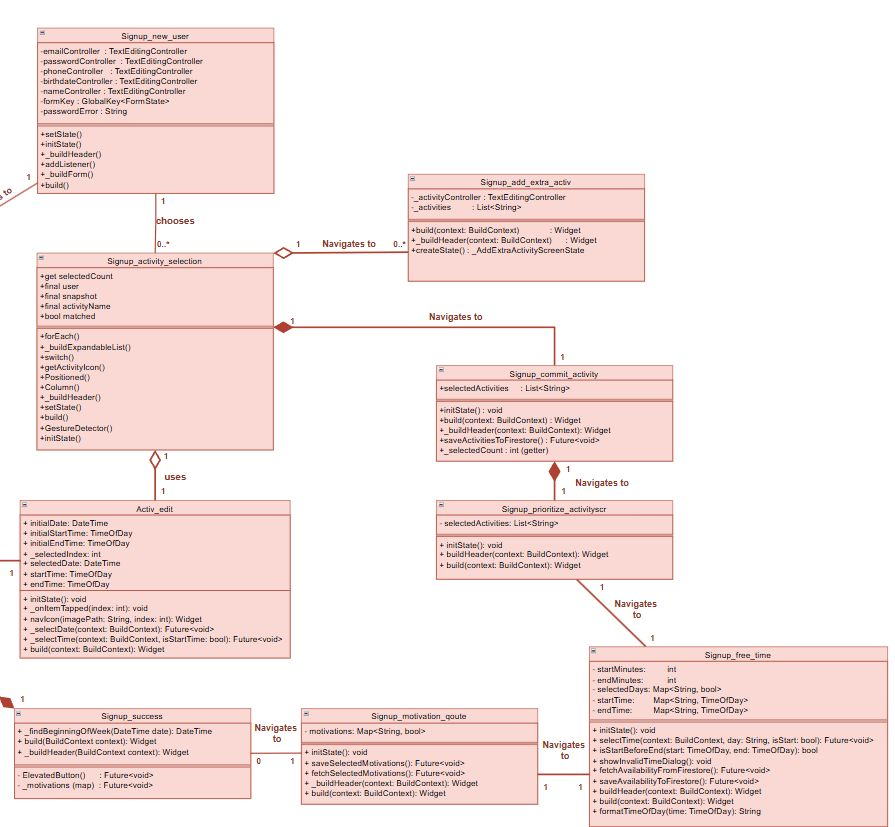 Signup_new_user
-emailController : TextEditingController
-passwordController : TextEditingController
-phoneController : TextEditingController
-birthdateController : TextEditingController
-nameController : TextEditingController
-formKey : GlobalKey<FormState>
-passwordError : String
+setState()
+initState()
+_buildHeader()
+addListener()
+_buildForm()
+build()
1
to
1
chooses
0..*
Signup_add_extra_activ
-_activityController : TextEditingController
-_activities : List<String>
+build(context: BuildContext) : Widget
+_buildHeader(context: BuildContext) : Widget
+createState() : _AddExtraActivityScreenState
1 Navigates to 0..*
Signup_activity_selection
+get selectedCount
+final user
+final snapshot
+final activityName
+bool matched
+forEach()
+_buildExpandableList()
+switch()
+getActivityIcon()
+Positioned()
+Column()
+_buildHeader()
+setState()
+build()
+GestureDetector()
+initState()
1
Navigates to
1
Signup_commit_activity
+selectedActivities : List<String>
+initState() : void
+build(context: BuildContext) : Widget
+_buildHeader(context: BuildContext): Widget
+saveActivitiesToFirestore() : Future<void>
+_selectedCount : int (getter)
1
uses
1
1
Navigates to
1
Activ_edit
+ initialDate: DateTime
+ initialStartTime: TimeOfDay
+ initialEndTime: TimeOfDay
+ _selectedIndex: int
+ selectedDate: DateTime
+ startTime: TimeOfDay
+ endTime: TimeOfDay
+ initState(): void
+ _onItemTapped(index: int): void
+ navIcon(imagePath: String, index: int): Widget
+ _selectDate(context: BuildContext): Future<void>
+ _selectTime(context: BuildContext, isStartTime: bool): Future<void>
+ build(context: BuildContext): Widget
1
Signup_prioritize_activityscr
- selectedActivities: List<String>
+ initState(): void
+ buildHeader(context: BuildContext): Widget
+ build(context: BuildContext): Widget
1
Navigates
to
1
Signup_free_time
- startMinutes: int
- endMinutes: int
- selectedDays: Map<String, bool>
- startTime: Map<String, TimeOfDay>
- endTime: Map<String, TimeOfDay>
+ initState(): void
+ selectTime(context: BuildContext, day: String, isStart: bool): Future<void>
+ isStartBeforeEnd(start: TimeOfDay, end: TimeOfDay): bool
+ showInvalidTimeDialog(): void
+ fetchAvailabilityFromFirestore(): Future<void>
+ saveAvailabilityToFirestore(): Future<void>
+ buildHeader(context: BuildContext): Widget
+ build(context: BuildContext): Widget
+ formatTimeOfDay(time: TimeOfDay): String
1
Signup_success
+ _findBeginningOfWeek(DateTime date): DateTime
+ build(BuildContext context): Widget
+ _buildHeader(BuildContext context): Widget
- ElevatedButton() : Future<void>
- _motivations (map) : Future<void>
Navigates
to
0 1
Signup_motivation_qoute
- motivations: Map<String, bool>
+ initState(): void
+ saveSelectedMotivations(): Future<void>
+ fetchSelectedMotivations(): Future<void>
+ _buildHeader(context: BuildContext): Widget
+ build(context: BuildContext): Widget
Navigates
to
1 1